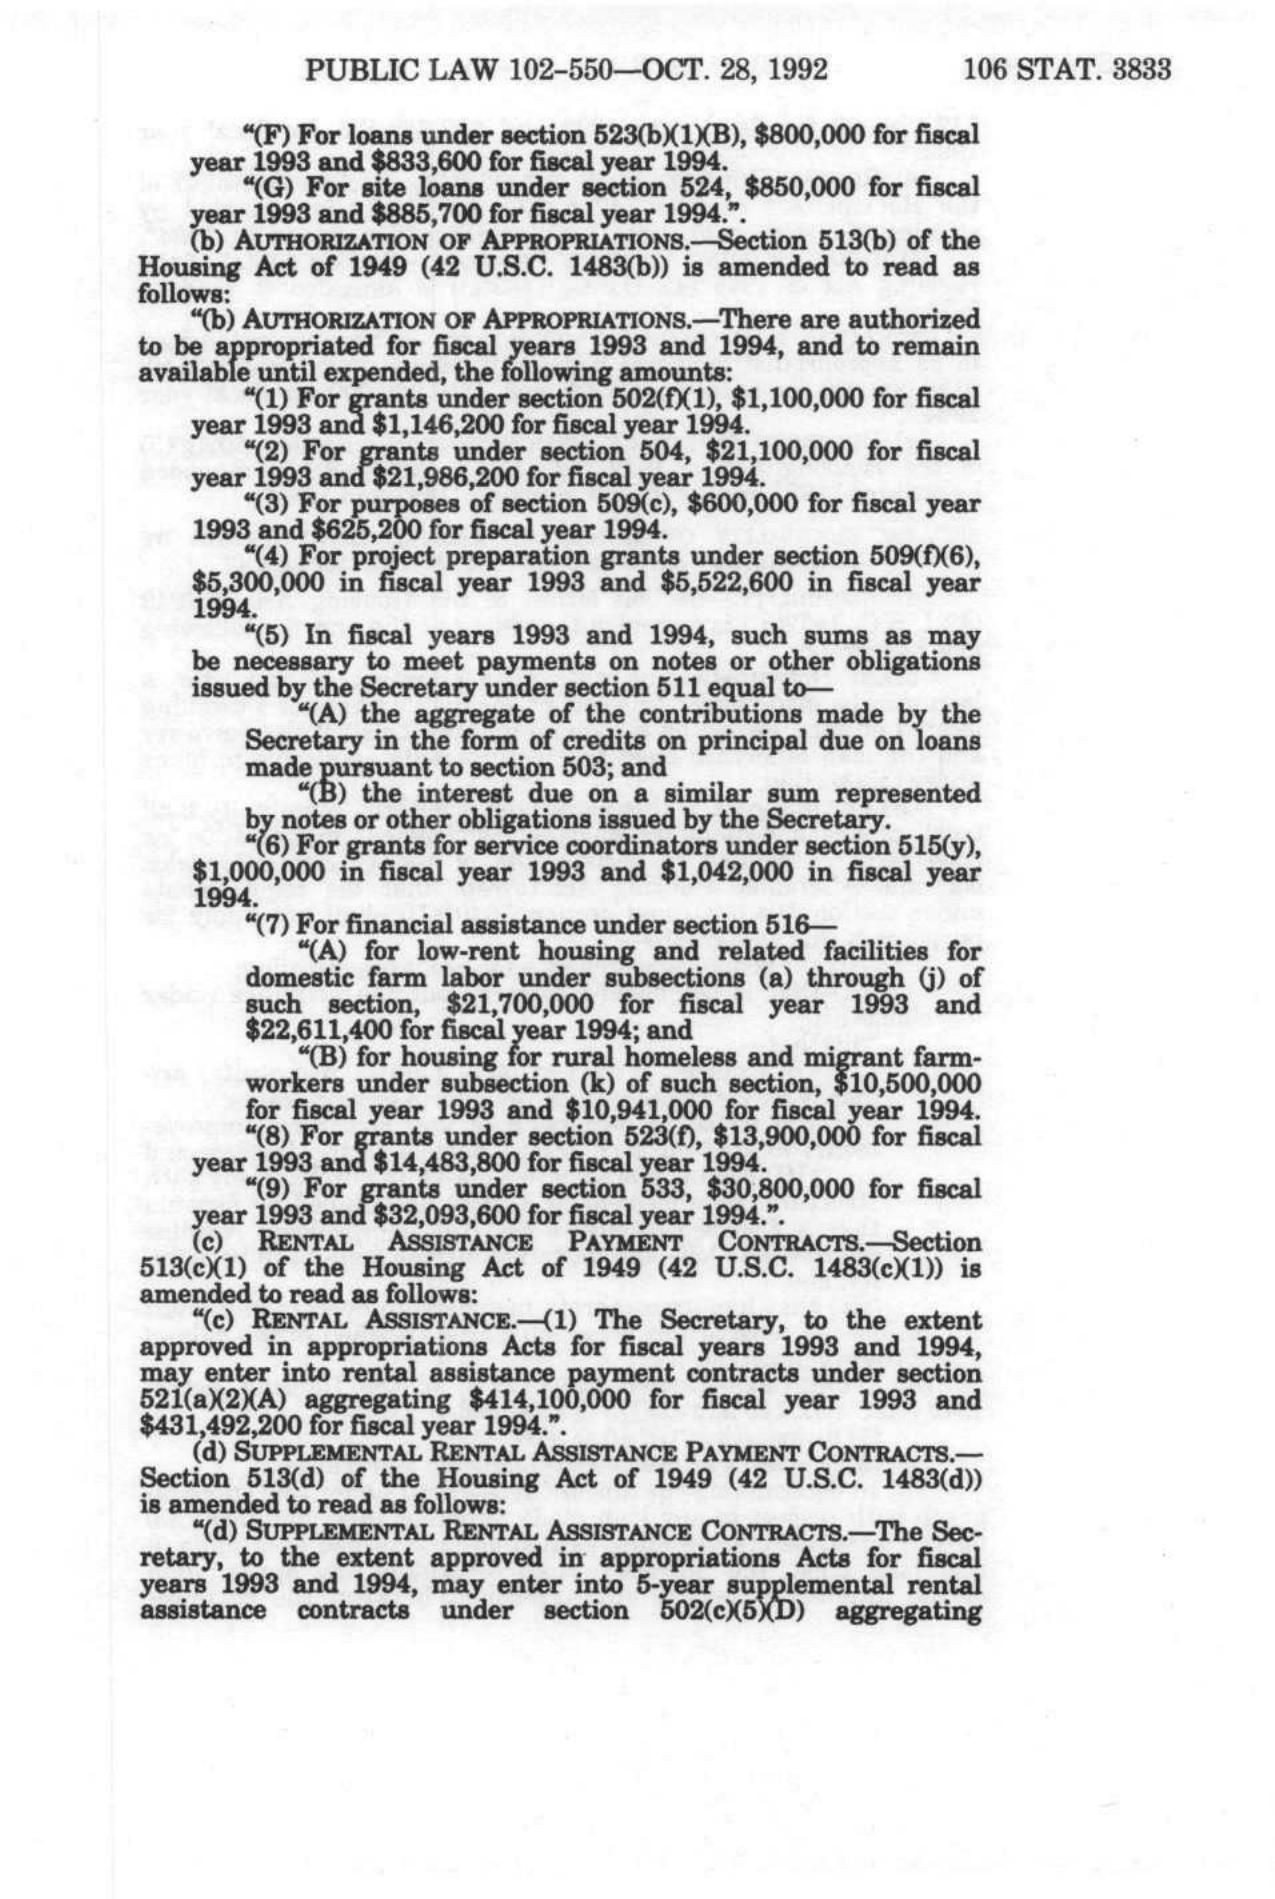 PUBLIC LAW 102-550—OCT. 28, 1992 106 STAT. 3833
“(F) For loans under section 523(b)(1)(B), $800,000 for fiscal
year 1993 and $833,600 for fiscal year 1994.
“(G) For site loans under section 524, $850,000 for fiscal
year 1993 and $885,700 for fiscal year 1994.”.
(b) AUTHORIZATION OF APPROPRIATIONS.—Section 513(b) of the
Housing Act of 1949 (42 U.S.C. 1483(b)) is amended to read as
follows:
“(b) AUTHORIZATION OF APPROPRIATIONS.—There are authorized
to be appropriated for fiscal years 1993 and 1994, and to remain
available until expended, the following amounts:
“(1) For grants under section 502(f)(1), $1,100,000 for fiscal
year 1993 and $1,146,200 for fiscal year 1994.
“(2) For grants under section 504, $21,100,000 for fiscal
year 1993 and $21,986,200 for fiscal year 1994.
“(3) For purposes of section 509(c), $600,000 for fiscal year
1993 and $625,200 for fiscal year 1994.
“(4) For project preparation grants under section 509(f)(6),
$5,300,000 in fiscal year 1993 and $5,522,600 in fiscal year
1994.
“(5) In fiscal years 1993 and 1994, such sums as may
be necessary to meet payments on notes or other obligations
issued by the Secretary under section 511 equal to—
“(A) the aggregate of the contributions made by the
Secretary in the form of credits on principal due on loans
made pursuant to section 503; and
“(B) the interest due on a similar sum represented
by notes or other obligations issued by the Secretary.
“(6) For grants for service coordinators under section 515(y),
$1,000,000 in fiscal year 1993 and $1,042,000 in fiscal year
1994.
“(7) For financial assistance under section 516—
“(A) for low-rent housing and related facilities for
domestic farm labor under subsections (a) through (j) of
such section, $21,700,000 for fiscal year 1993 and
$22,611,400 for fiscal year 1994; and
“(B) for housing for rural homeless and migrant farm-
workers under subsection (k) of such section, $10,500,000
for fiscal year 1993 and $10,941,000 for fiscal year 1994.
“(8) For grants under section 523(f), $13,900,000 for fiscal
year 1993 and $14,483,800 for fiscal year 1994.
“(9) For grants under section 533, $30,800,000 for fiscal
year 1993 and $32,093,600 for fiscal year 1994.”.
(c) RENTAL ASSISTANCE PAYMENT CONTRACTS.—Section
513(c)(1) of the Housing Act of 1949 (42 U.S.C. 1483(c)(1)) is
amended to read as follows:
“(c) RENTAL ASSISTANCE.—(1) The Secretary, to the extent
approved in appropriations Acts for fiscal years 1993 and 1994,
may enter into rental assistance payment contracts under section
521(a)(2)(A) aggregating $414,100,000 for fiscal year 1993 and
$431,492,200 for fiscal year 1994.”.
(d) SUPPLEMENTAL RENTAL ASSISTANCE PAYMENT CONTRACTS.—
Section 513(d) of the Housing Act of 1949 (42 U.S.C. 1483(d))
is amended to read as follows:
“(d) SUPPLEMENTAL RENTAL ASSISTANCE CONTRACTS.—The Sec-
retary, to the extent approved in appropriations Acts for fiscal
years 1993 and 1994, may enter into 5-year supplemental rental
assistance contracts under section 502(c)(5)(D) aggregating